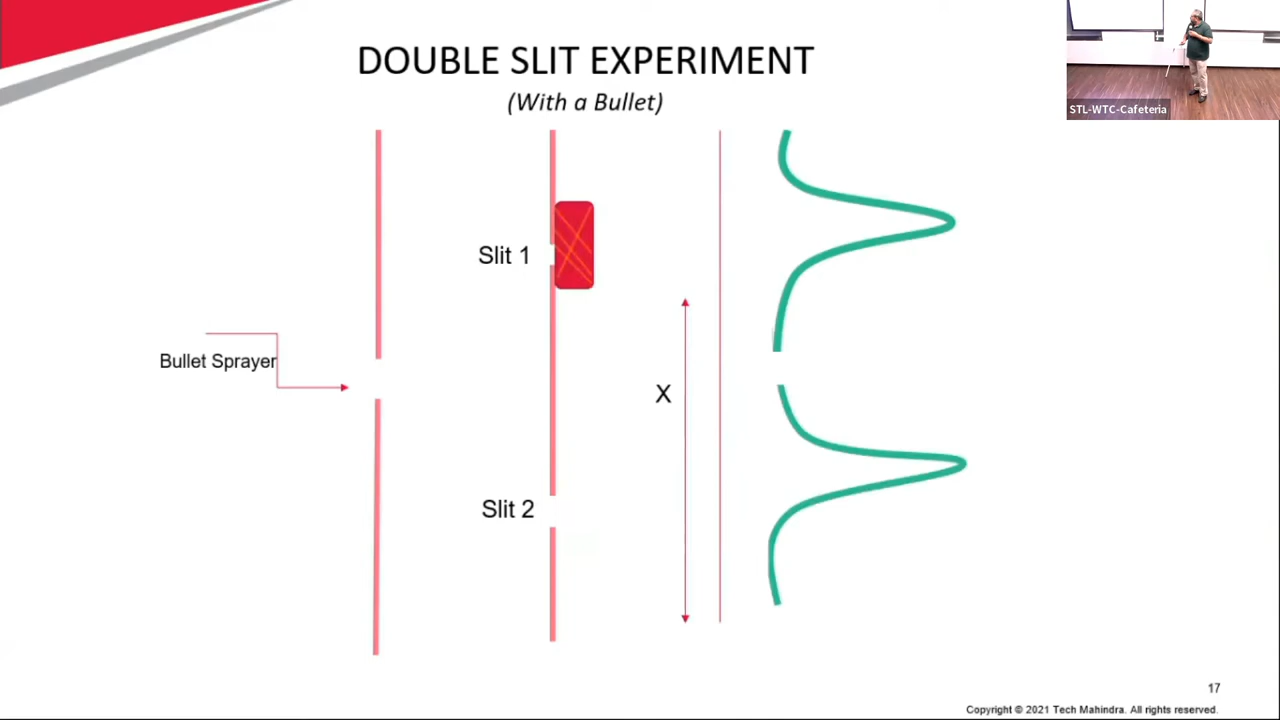 DOUBLE SLIT EXPERIMENT
(With a Bullet)
STL-WTC-Cafeteria
Slit 1
Bullet Sprayer
X
Slit 2
17
Copyright © 2021 Tech Mahindra. All rights reserved.